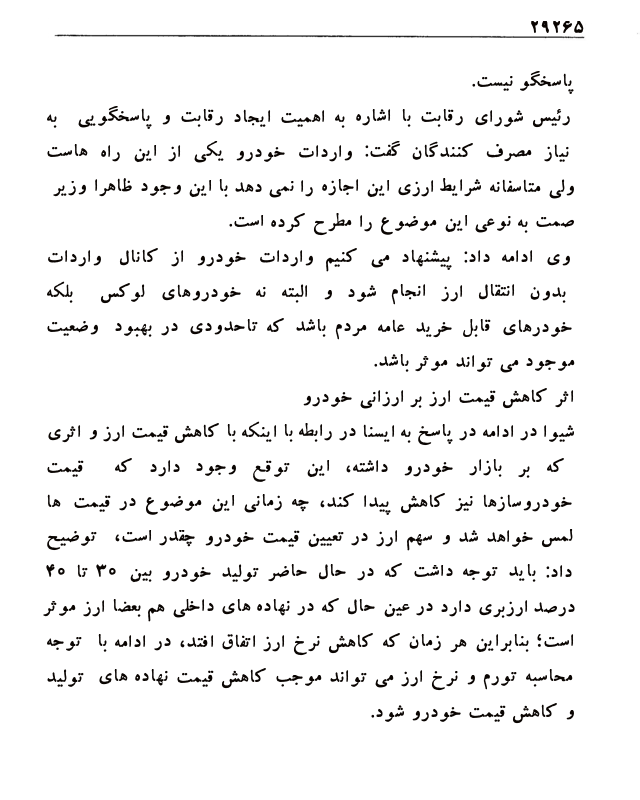 ۲۹۲۶۵
پاسخگو نیست.
رئیس شورای رقابت با اشاره به اهمیت ایجاد رقابت و پاسخگویی به
نیاز مصرف کنندگان گفت: واردات خودرو یکی از این راه هاست
ولی متاسفانه شرایط ارزی این اجازه را نمی دهد با این وجود ظاهرا وزیر
صمت به نوعی این موضوع را مطرح کرده است.
وی ادامه داد: پیشنهاد می کنیم واردات خودرو از کانال واردات
بدون انتقال ارز انجام شود و البته نه خودروهای لوکس بلکه
خودرهای قابل خرید عامه مردم باشد که تاحدودی در بهبود وضعیت
موجود می تواند موثر باشد.
اثر کاهش قیمت ارز بر ارزانی خودرو
شیوا در ادامه در پاسخ به ایسنا در رابطه با اینکه با کاهش قیمت ارز و اثری
که بر بازار خودرو داشته، این توقع وجود دارد که قیمت
خودروسازها نیز کاهش پیدا کند، چه زمانی این موضوع در قیمت ها
لمس خواهد شد و سهم ارز در تعیین قیمت خودرو چقدر است، توضیح
داد: باید توجه داشت که در حال حاضر تولید خودرو بین ۳۰ تا ۴۰
درصد ارزبری دارد در عین حال که در نهاده های داخلی هم بعضا ارز موثر
است؛ بنابراین هر زمان که کاهش نرخ ارز اتفاق افتد، در ادامه با توجه
محاسبه تورم و نرخ ارز می تواند موجب کاهش قیمت نهاده های تولید
و کاهش قیمت خودرو شود.